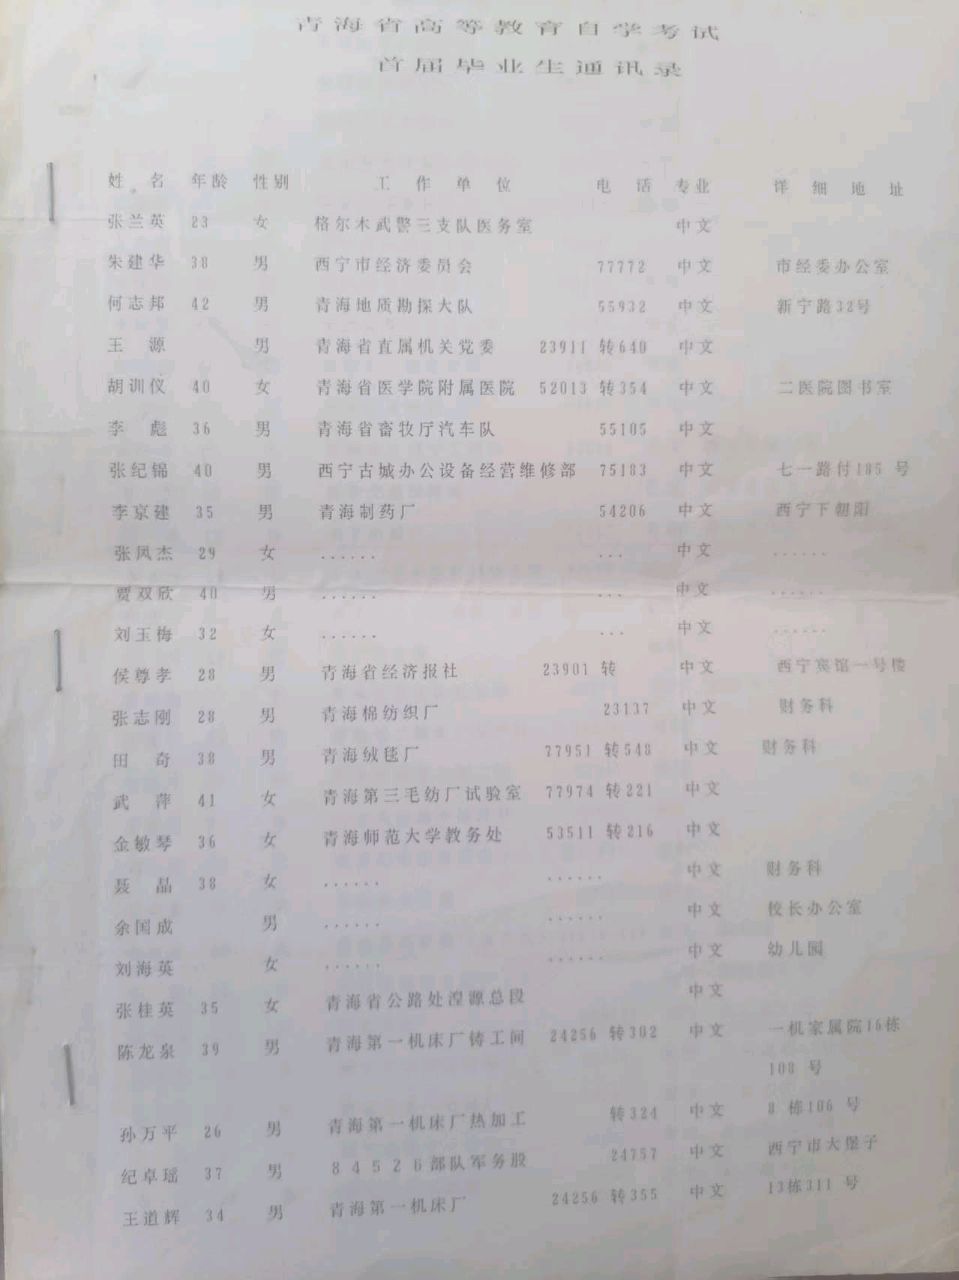 青海省高等教育自学考试
首届毕业生通讯录
姓 名 年龄 性别 工 作 单 位 电 话 专业 详 细 地 址
张兰英 23 女 格尔木武警三支队医务室 中文
朱建华 38 男 西宁市经济委员会 77772 中文 市经委办公室
何志邦 42 男 青海地质勘探大队 55932 中文 新宁路32号
王 源 男 青海省直属机关党委 23911 转640 中文
胡训仪 40 女 青海省医学院附属医院 52013 转354 中文 二医院图书室
李 彪 36 男 青海省畜牧厅汽车队 55105 中文
张纪锦 40 男 西宁古城办公设备经营维修部 75183 中文 七一路付185 号
李京建 35 男 青海制药厂 54206 中文 西宁下朝阳
张凤杰 29 女 ...... ... 中文 ......
贾双欣 40 男 ...... ... 中文 ......
刘玉梅 32 女 ...... ... 中文 ......
侯尊孝 28 男 青海省经济报社 23901 转 中文 西宁宾馆一号楼
张志刚 28 男 青海棉纺织厂 23137 中文 财务科
田 奇 38 男 青海绒毯厂 77951 转548 中文 财务科
武 萍 41 女 青海第三毛纺厂试验室 77974 转221 中文
金敏琴 36 女 青海师范大学教务处 53511 转216 中文
聂 晶 38 女 ...... ...... 中文 财务科
余国成 男 ...... ...... 中文 校长办公室
刘海英 女 ...... ...... 中文 幼儿园
张桂英 35 女 青海省公路处湟源总段 中文
陈龙泉 39 男 青海第一机床厂铸工间 24256 转302 中文 一机家属院16栋
108 号
孙万平 26 男 青海第一机床厂热加工 转324 中文 8 栋106 号
纪卓瑶 37 男 84526部队军务股 24757 中文 西宁市大堡子
王道辉 34 男 青海第一机床厂 24256 转355 中文 13栋311 号